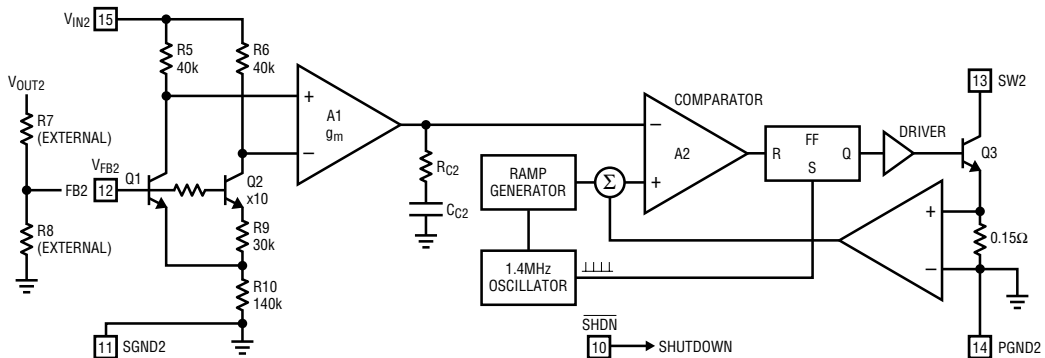 VIN2
15
R5
40k
R6
40k
VOUT2
R7
(EXTERNAL)
VFB2
FB2
12
Q1
Q2
x10
R8
(EXTERNAL)
R9
30k
R10
140k
11
SGND2
+
A1
gm
−
RC2
CC2
COMPARATOR
−
A2
+
RAMP
GENERATOR
Σ
1.4MHz
OSCILLATOR
R
FF
S
Q
DRIVER
13
SW2
Q3
+
−
0.15Ω
SHDN
10
SHUTDOWN
14
PGND2